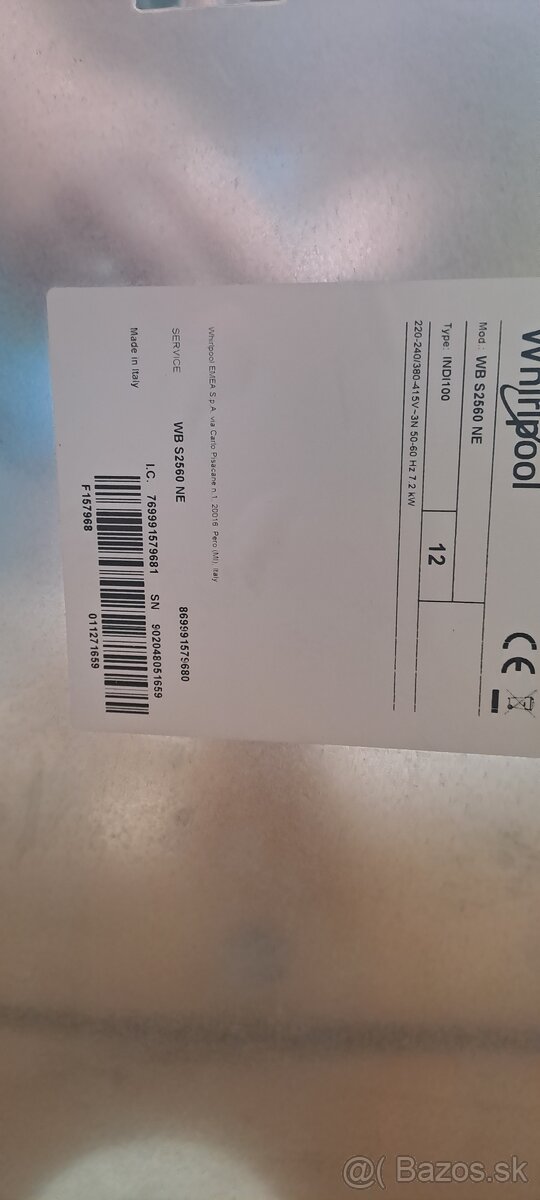 Whirlpool
CE
Mod.: WB S2560 NE
Type: INDI100
12
220-240/380-415V~3N 50-60 Hz 7.2 kW
Whirlpool EMEA S.p.A. via Carlo Pisacane n.1, 20016 Pero (MI), Italy
SERVICE WB S2560 NE 869991579680
I.C. 769991579681 SN 902048051659
Made in Italy
F157968 011271659
@( Bazos.sk